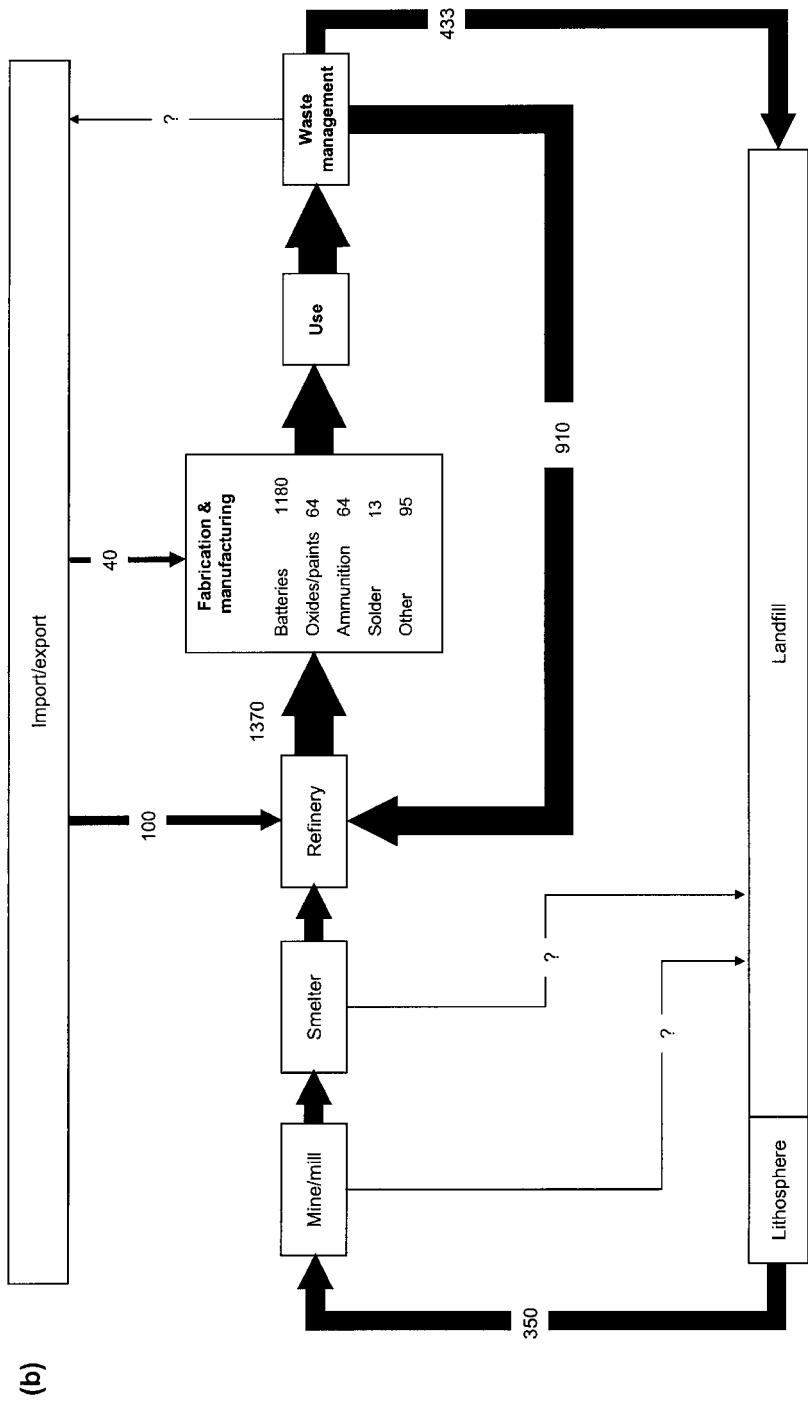 (b)
Import/export
100
40
?
Mine/mill
Smelter
Refinery
1370
Fabrication &
manufacturing
Batteries 1180
Oxides/paints 64
Ammunition 64
Solder 13
Other 95
Use
Waste
management
350
?
?
910
433
Lithosphere
Landfill